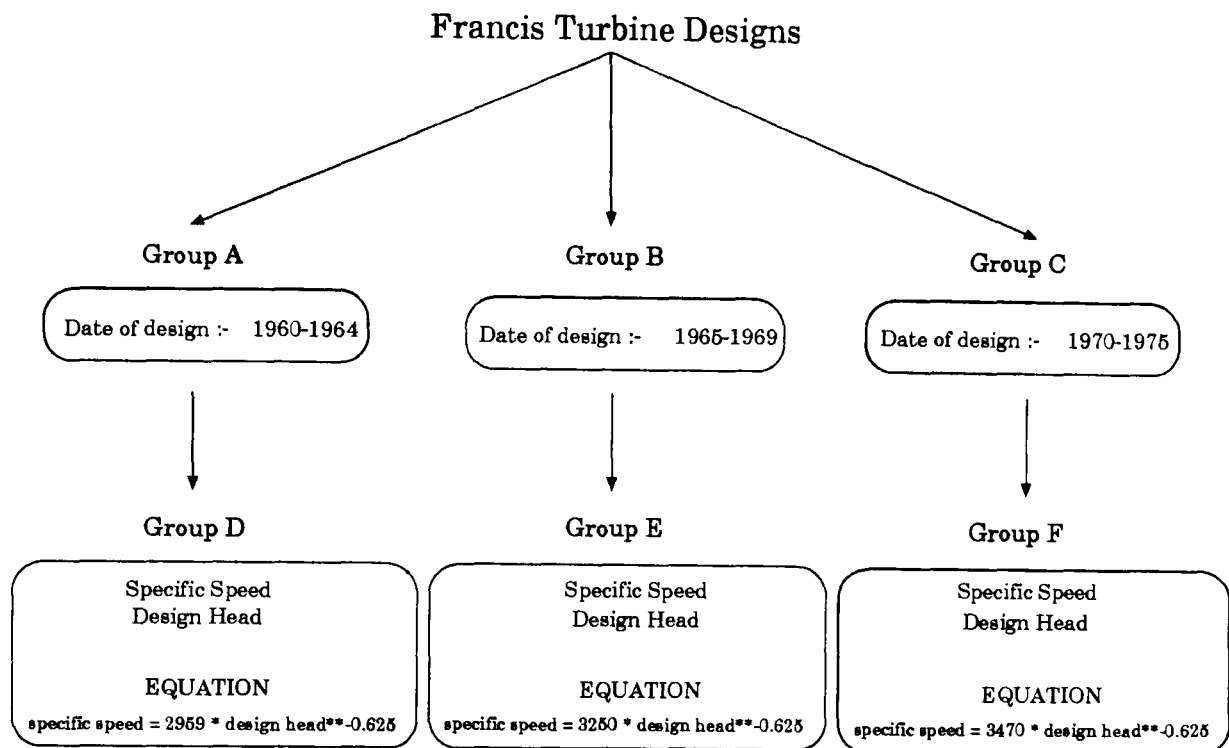 Francis Turbine Designs
Group A
Date of design :- 1960-1964
Group B
Date of design :- 1965-1969
Group C
Date of design :- 1970-1975
Group D
Specific Speed
Design Head
EQUATION
specific speed = 2959 * design head**-0.625
Group E
Specific Speed
Design Head
EQUATION
specific speed = 3250 * design head**-0.625
Group F
Specific Speed
Design Head
EQUATION
specific speed = 3470 * design head**-0.625